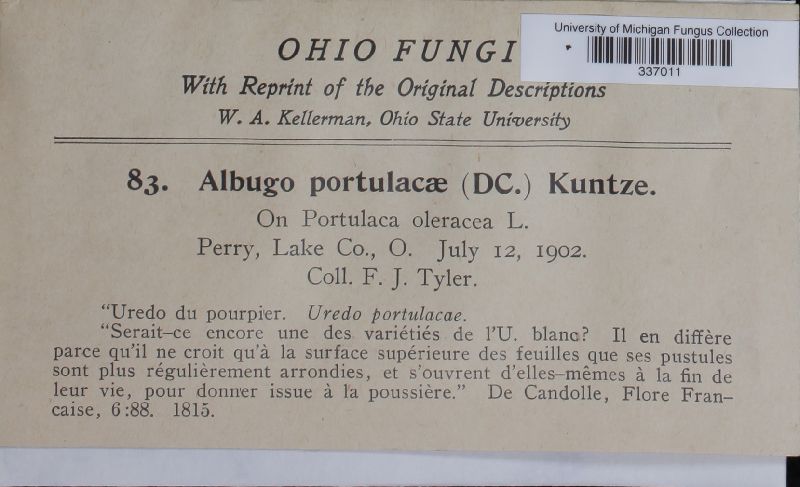 University of Michigan Fungus Collection
337011
OHIO FUNGI
With Reprint of the Original Descriptions
W. A. Kellerman, Ohio State University
83. Albugo portulacæ (DC.) Kuntze.
On Portulaca oleracea L.
Perry, Lake Co., O. July 12, 1902.
Coll. F. J. Tyler.
“Uredo du pourpier. Uredo portulacae.
“Serait–ce encore une des variétiés de l’U. blanc? Il en diffère
parce qu’il ne croit qu’à la surface supérieure des feuilles que ses pustules
sont plus régulièrement arrondies, et s’ouvrent d’elles–mêmes à la fin de
leur vie, pour donner issue à la poussière.” De Candolle, Flore Fran–
caise, 6:88. 1815.